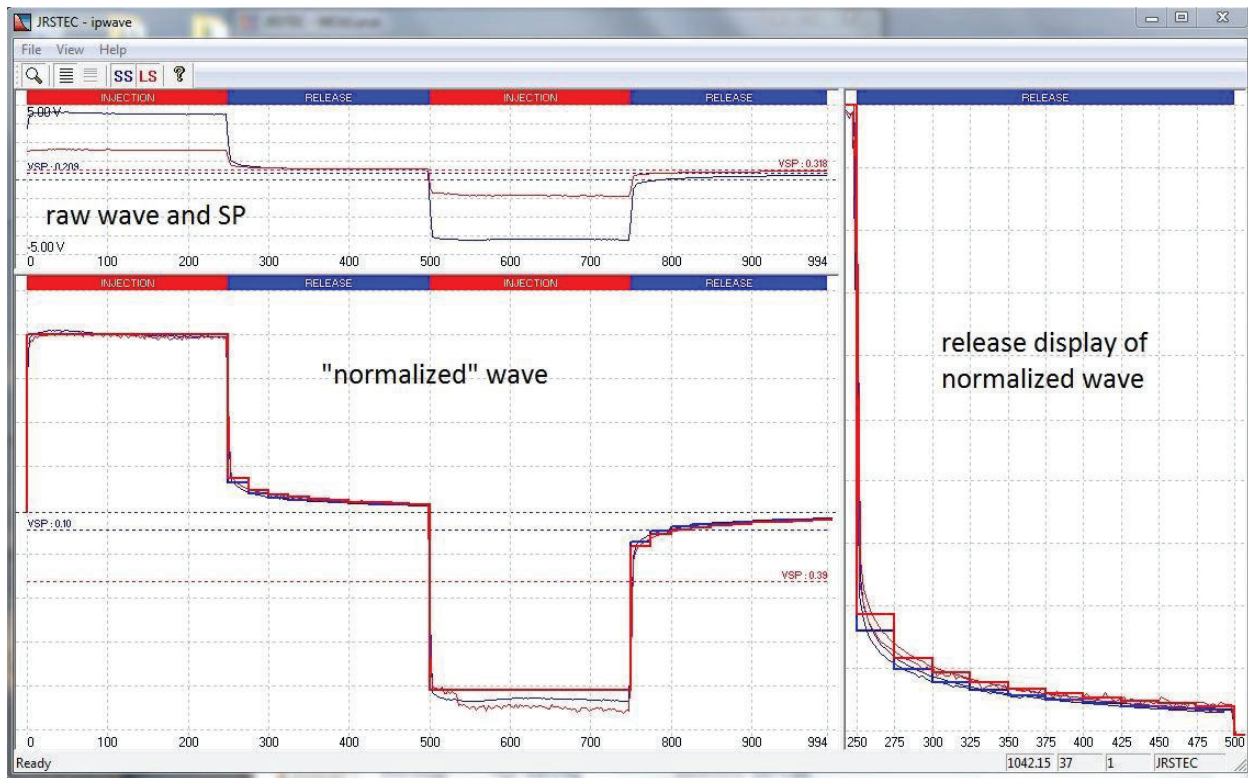 JRSTEC - ipwave
File View Help
SS LS ?
INJECTION RELEASE INJECTION RELEASE
5.00 V
VSP : 0.209
VSP : 0.318
raw wave and SP
-5.00 V
0 100 200 300 400 500 600 700 800 994
INJECTION RELEASE INJECTION RELEASE
"normalized" wave
VSP : 0.10
VSP : 0.39
0 100 200 300 400 500 600 700 800 994
RELEASE
release display of
normalized wave
250 275 300 325 350 375 400 425 450 475 500
Ready 1042.15 37 1 JRSTEC